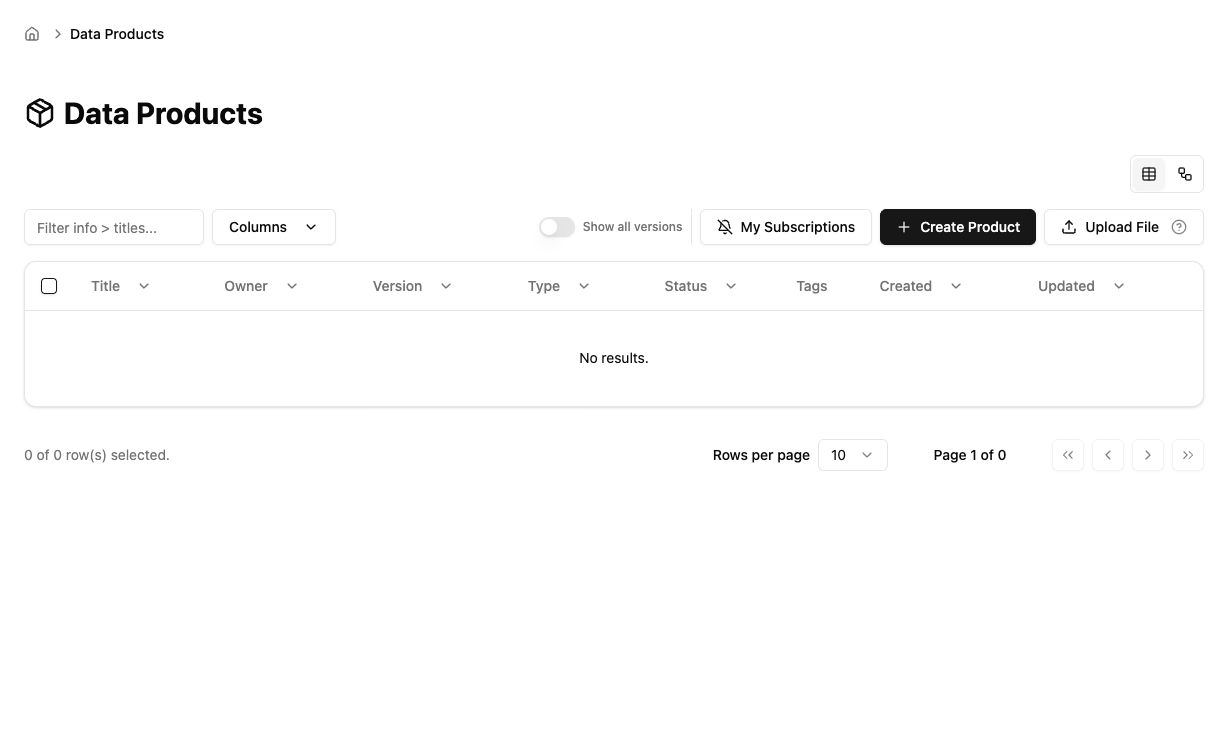 Data Products
Data Products
Filter info > titles...
Columns
Show all versions
My Subscriptions
Create Product
Upload File
Title
Owner
Version
Type
Status
Tags
Created
Updated
No results.
0 of 0 row(s) selected.
Rows per page
10
Page 1 of 0